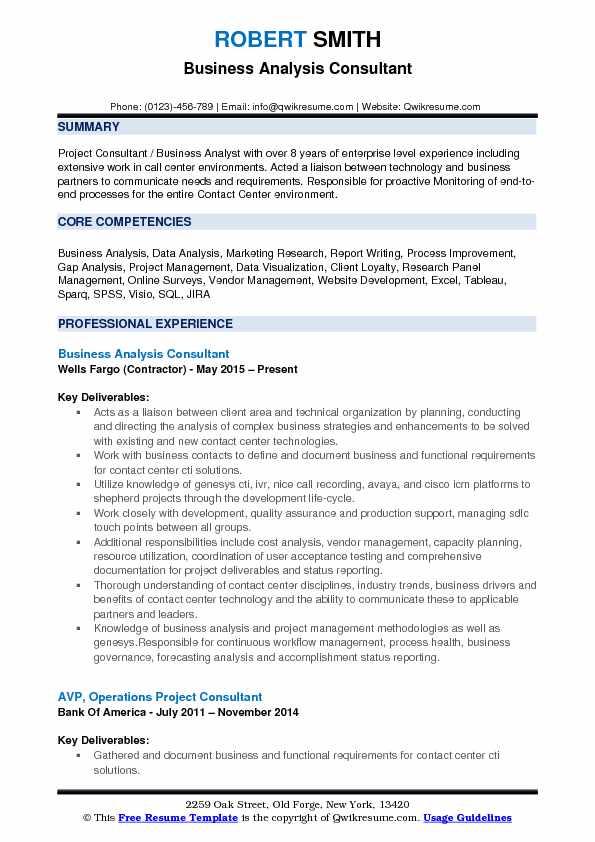 ROBERT SMITH
Business Analysis Consultant
Phone: (0123)-456-789 | Email: info@qwikresume.com | Website: Qwikresume.com
SUMMARY
Project Consultant / Business Analyst with over 8 years of enterprise level experience including
extensive work in call center environments. Acted a liaison between technology and business
partners to communicate needs and requirements. Responsible for proactive Monitoring of end-to-
end processes for the entire Contact Center environment.
CORE COMPETENCIES
Business Analysis, Data Analysis, Marketing Research, Report Writing, Process Improvement,
Gap Analysis, Project Management, Data Visualization, Client Loyalty, Research Panel
Management, Online Surveys, Vendor Management, Website Development, Excel, Tableau,
Sparq, SPSS, Visio, SQL, JIRA
PROFESSIONAL EXPERIENCE
Business Analysis Consultant
Wells Fargo (Contractor) - May 2015 – Present
Key Deliverables:
▪ Acts as a liaison between client area and technical organization by planning, conducting
and directing the analysis of complex business strategies and enhancements to be solved
with existing and new contact center technologies.
▪ Work with business contacts to define and document business and functional requirements
for contact center cti solutions.
▪ Utilize knowledge of genesys cti, ivr, nice call recording, avaya, and cisco icm platforms to
shepherd projects through the development life-cycle.
▪ Work closely with development, quality assurance and production support, managing sdlc
touch points between all groups.
▪ Additional responsibilities include cost analysis, vendor management, capacity planning,
resource utilization, coordination of user acceptance testing and comprehensive
documentation for project deliverables and status reporting.
▪ Thorough understanding of contact center disciplines, industry trends, business drivers and
benefits of contact center technology and the ability to communicate these to applicable
partners and leaders.
▪ Knowledge of business analysis and project management methodologies as well as
genesys.Responsible for continuous workflow management, process health, business
governance, forecasting analysis and accomplishment status reporting.
AVP, Operations Project Consultant
Bank Of America - July 2011 – November 2014
Key Deliverables:
▪ Gathered and document business and functional requirements for contact center cti
solutions.
2259 Oak Street, Old Forge, New York, 13420
© This Free Resume Template is the copyright of Qwikresume.com. Usage Guidelines